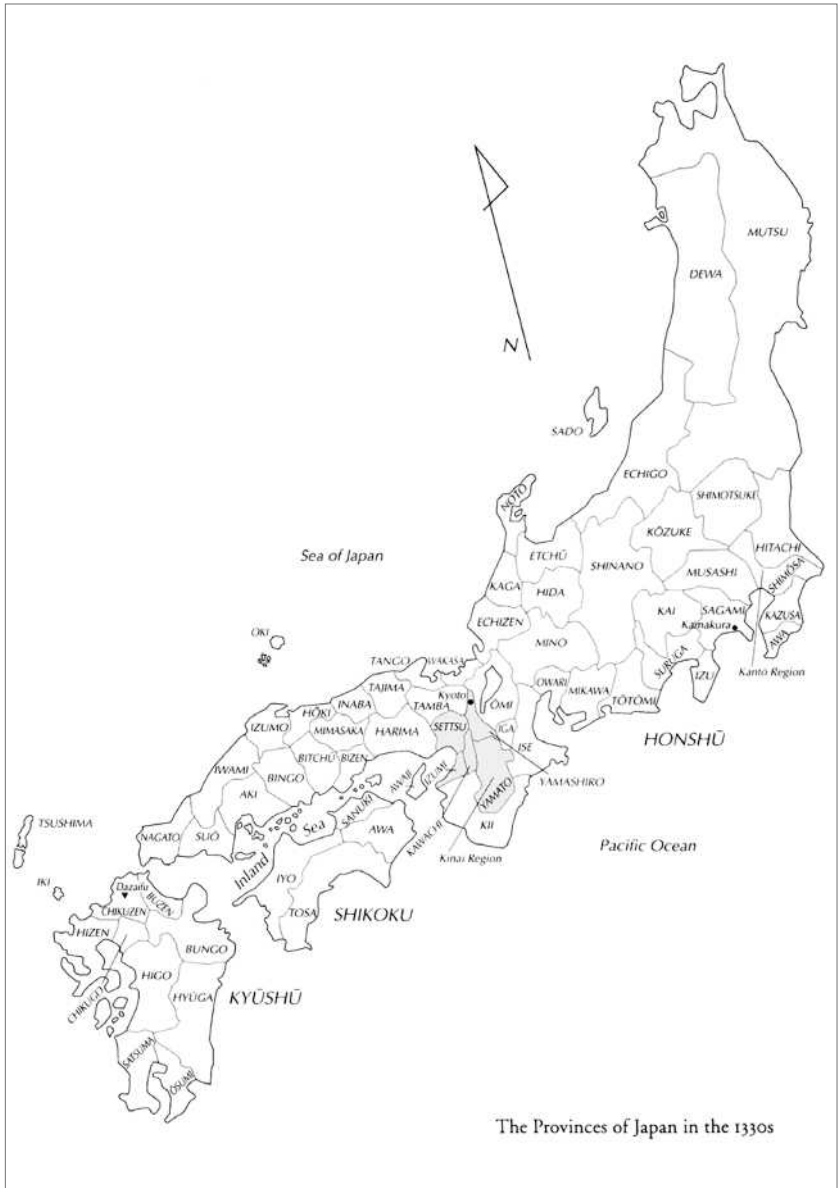 MUTSU
DEWA
N
SADO
ECHIGO
SHIMOTSUKE
NOTO
KŌZUKE
Sea of Japan
ETCHŪ
HITACHI
SHINANO
SHIMŌSA
MUSASHI
KAGA
HIDA
KAI
SAGAMI
KAZUSA
ECHIZEN
Kamakura
AWA
OKI
MINO
SURUGA
TANGO
WAKASA
Kantō Region
IZU
OWARI
TAJIMA
Kyoto
MIKAWA
ŌMI
TŌTŌMI
INABA
TAMBA
HŌKI
SETTSU
IGA
IZUMO
MIMASAKA
HARIMA
HONSHŪ
ISE
BITCHŪ
BIZEN
IWAMI
BINGO
AWAJI
IZUMI
YAMASHIRO
AKI
YAMATO
SANUKI
TSUSHIMA
KII
Sea
AWA
KAWACHI
NAGATO
SUŌ
Pacific Ocean
Kinai Region
Inland
IYO
IKI
Dazaifu
BUZEN
CHIKUZEN
TOSA
SHIKOKU
HIZEN
BUNGO
HIGO
CHIKUGO
HYŪGA
KYŪSHŪ
SATSUMA
ŌSUMI
The Provinces of Japan in the 1330s